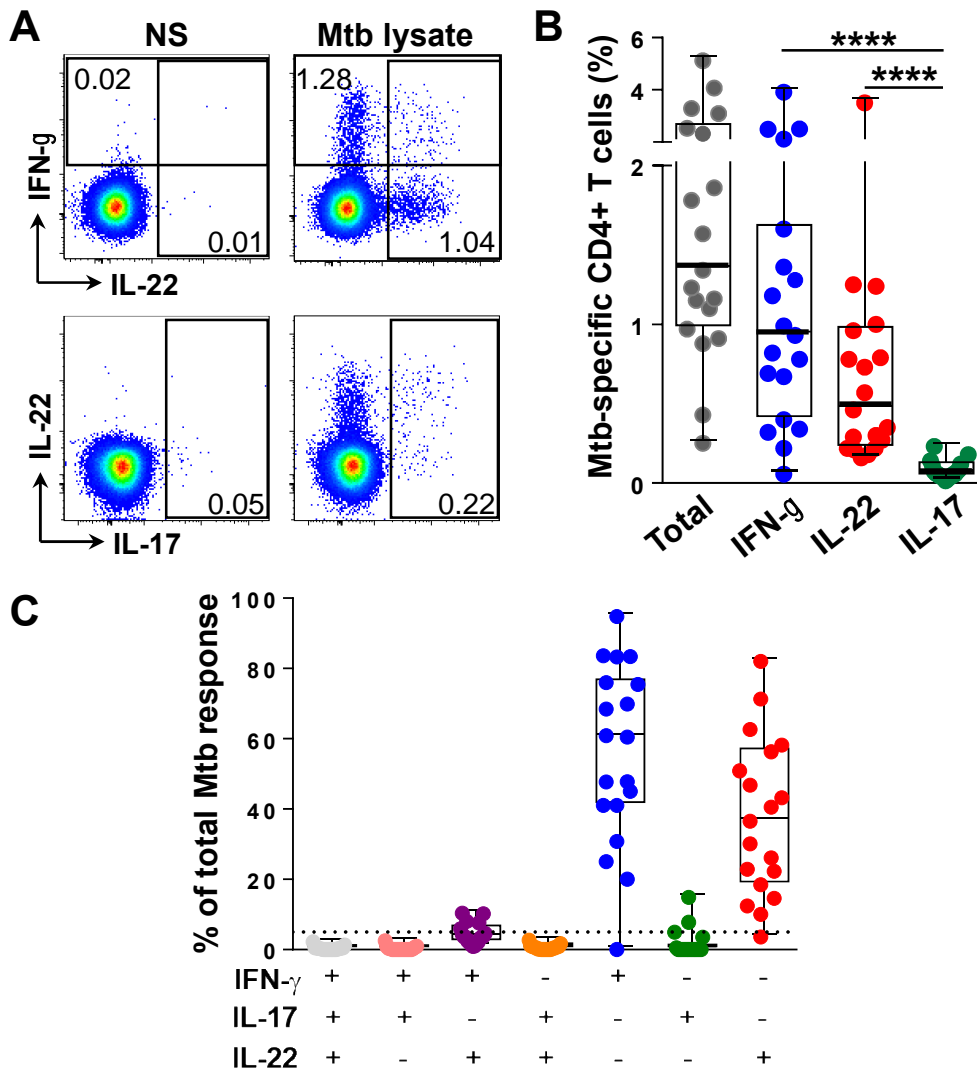 A
NS
Mtb lysate
0.02
1.28
IFN-g
0.01
1.04
IL-22
IL-22
0.05
0.22
IL-17
B
****
****
Mtb-specific CD4+ T cells (%)
6
4
2
1
0
Total
IFN-g
IL-22
IL-17
C
% of total Mtb response
100
80
60
40
20
0
IFN-γ + + + - + - -
IL-17 + + - + - + -
IL-22 + - + + - - +